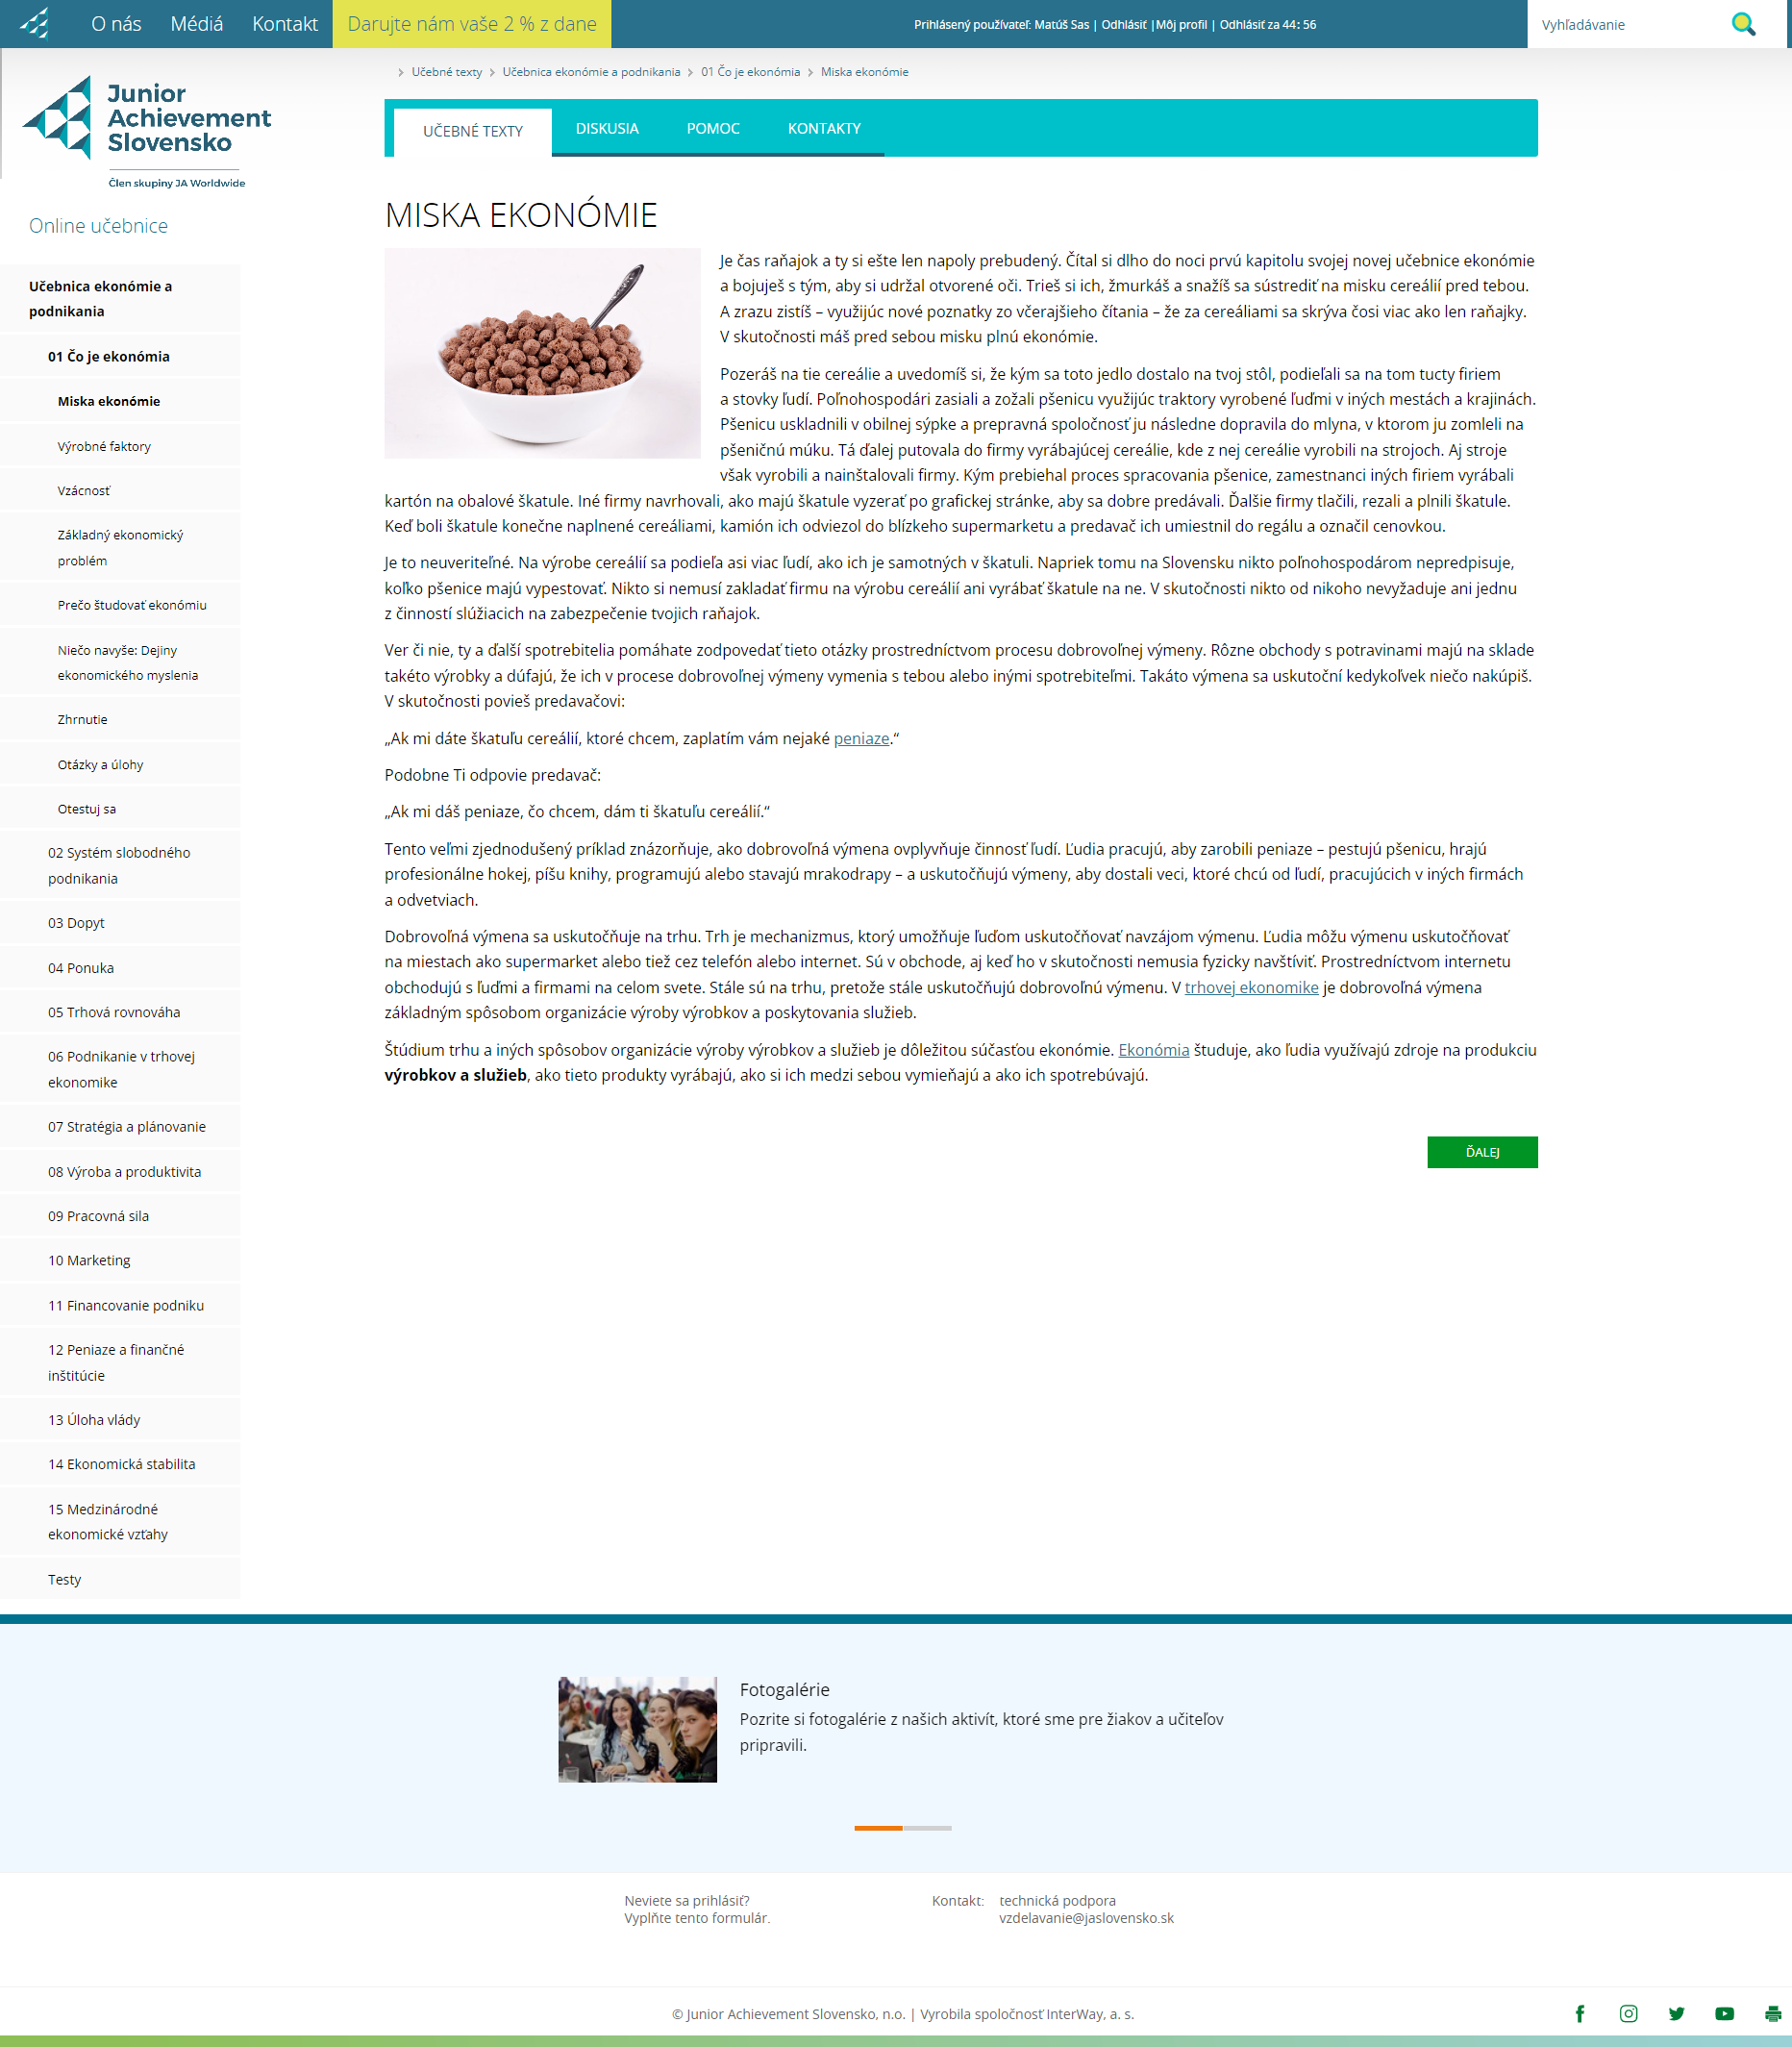 O nás Médiá Kontakt Darujte nám vaše 2 % z dane Prihlásený používateľ: Matúš Sas | Odhlásiť |Môj profil | Odhlásiť za 44: 56 Vyhľadávanie
Učebné texty Učebnica ekonómie a podnikania 01 Čo je ekonómia Miska ekonómie
Junior
Achievement
Slovensko
Člen skupiny JA Worldwide
UČEBNÉ TEXTY DISKUSIA POMOC KONTAKTY
Online učebnice
Učebnica ekonómie a
podnikania
01 Čo je ekonómia
Miska ekonómie
Výrobné faktory
Vzácnosť
Základný ekonomický
problém
Prečo študovať ekonómiu
Niečo navyše: Dejiny
ekonomického myslenia
Zhrnutie
Otázky a úlohy
Otestuj sa
02 Systém slobodného
podnikania
03 Dopyt
04 Ponuka
05 Trhová rovnováha
06 Podnikanie v trhovej
ekonomike
07 Stratégia a plánovanie
08 Výroba a produktivita
09 Pracovná sila
10 Marketing
11 Financovanie podniku
12 Peniaze a finančné
inštitúcie
13 Úloha vlády
14 Ekonomická stabilita
15 Medzinárodné
ekonomické vzťahy
Testy
MISKA EKONÓMIE
Je čas raňajok a ty si ešte len napoly prebudený. Čítal si dlho do noci prvú kapitolu svojej novej učebnice ekonómie
a bojuješ s tým, aby si udržal otvorené oči. Trieš si ich, žmurkáš a snažíš sa sústrediť na misku cereálií pred tebou.
A zrazu zistíš – využijúc nové poznatky zo včerajšieho čítania – že za cereáliami sa skrýva čosi viac ako len raňajky.
V skutočnosti máš pred sebou misku plnú ekonómie.
Pozeráš na tie cereálie a uvedomíš si, že kým sa toto jedlo dostalo na tvoj stôl, podieľali sa na tom tucty firiem
a stovky ľudí. Poľnohospodári zasiali a zožali pšenicu využijúc traktory vyrobené ľuďmi v iných mestách a krajinách.
Pšenicu uskladnili v obilnej sýpke a prepravná spoločnosť ju následne dopravila do mlyna, v ktorom ju zomleli na
pšeničnú múku. Tá ďalej putovala do firmy vyrábajúcej cereálie, kde z nej cereálie vyrobili na strojoch. Aj stroje
však vyrobili a nainštalovali firmy. Kým prebiehal proces spracovania pšenice, zamestnanci iných firiem vyrábali
kartón na obalové škatule. Iné firmy navrhovali, ako majú škatule vyzerať po grafickej stránke, aby sa dobre predávali. Ďalšie firmy tlačili, rezali a plnili škatule.
Keď boli škatule konečne naplnené cereáliami, kamión ich odviezol do blízkeho supermarketu a predavač ich umiestnil do regálu a označil cenovkou.
Je to neuveriteľné. Na výrobe cereálií sa podieľa asi viac ľudí, ako ich je samotných v škatuli. Napriek tomu na Slovensku nikto poľnohospodárom nepredpisuje,
koľko pšenice majú vypestovať. Nikto si nemusí zakladať firmu na výrobu cereálií ani vyrábať škatule na ne. V skutočnosti nikto od nikoho nevyžaduje ani jednu
z činností slúžiacich na zabezpečenie tvojich raňajok.
Ver či nie, ty a ďalší spotrebitelia pomáhate zodpovedať tieto otázky prostredníctvom procesu dobrovoľnej výmeny. Rôzne obchody s potravinami majú na sklade
takéto výrobky a dúfajú, že ich v procese dobrovoľnej výmeny vymenia s tebou alebo inými spotrebiteľmi. Takáto výmena sa uskutoční kedykoľvek niečo nakúpiš.
V skutočnosti povieš predavačovi:
„Ak mi dáte škatuľu cereálií, ktoré chcem, zaplatím vám nejaké peniaze.“
Podobne Ti odpovie predavač:
„Ak mi dáš peniaze, čo chcem, dám ti škatuľu cereálií.“
Tento veľmi zjednodušený príklad znázorňuje, ako dobrovoľná výmena ovplyvňuje činnosť ľudí. Ľudia pracujú, aby zarobili peniaze – pestujú pšenicu, hrajú
profesionálne hokej, píšu knihy, programujú alebo stavajú mrakodrapy – a uskutočňujú výmeny, aby dostali veci, ktoré chcú od ľudí, pracujúcich v iných firmách
a odvetviach.
Dobrovoľná výmena sa uskutočňuje na trhu. Trh je mechanizmus, ktorý umožňuje ľuďom uskutočňovať navzájom výmenu. Ľudia môžu výmenu uskutočňovať
na miestach ako supermarket alebo tiež cez telefón alebo internet. Sú v obchode, aj keď ho v skutočnosti nemusia fyzicky navštíviť. Prostredníctvom internetu
obchodujú s ľuďmi a firmami na celom svete. Stále sú na trhu, pretože stále uskutočňujú dobrovoľnú výmenu. V trhovej ekonomike je dobrovoľná výmena
základným spôsobom organizácie výroby výrobkov a poskytovania služieb.
Štúdium trhu a iných spôsobov organizácie výroby výrobkov a služieb je dôležitou súčasťou ekonómie. Ekonómia študuje, ako ľudia využívajú zdroje na produkciu
výrobkov a služieb, ako tieto produkty vyrábajú, ako si ich medzi sebou vymieňajú a ako ich spotrebúvajú.
ĎALEJ
Fotogalérie
Pozrite si fotogalérie z našich aktivít, ktoré sme pre žiakov a učiteľov
pripravili.
Neviete sa prihlásiť?
Vyplňte tento formulár.
Kontakt: technická podpora
vzdelavanie@jaslovensko.sk
© Junior Achievement Slovensko, n.o. | Vyrobila spoločnosť InterWay, a. s.